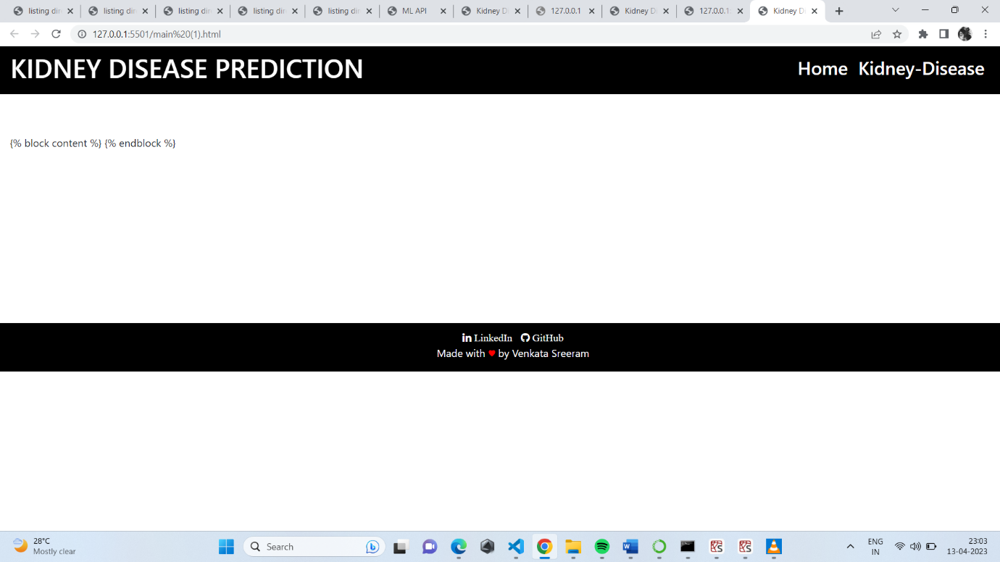 listing dir listing dir listing dir listing dir listing dir ML API Kidney Di 127.0.0.1 Kidney Di 127.0.0.1 Kidney Di
127.0.0.1:5501/main%20(1).html
KIDNEY DISEASE PREDICTION Home Kidney-Disease
{% block content %} {% endblock %}
LinkedIn GitHub
Made with ♥ by Venkata Sreeram
28°C
Mostly clear
Search
ENG
IN
23:03
13-04-2023